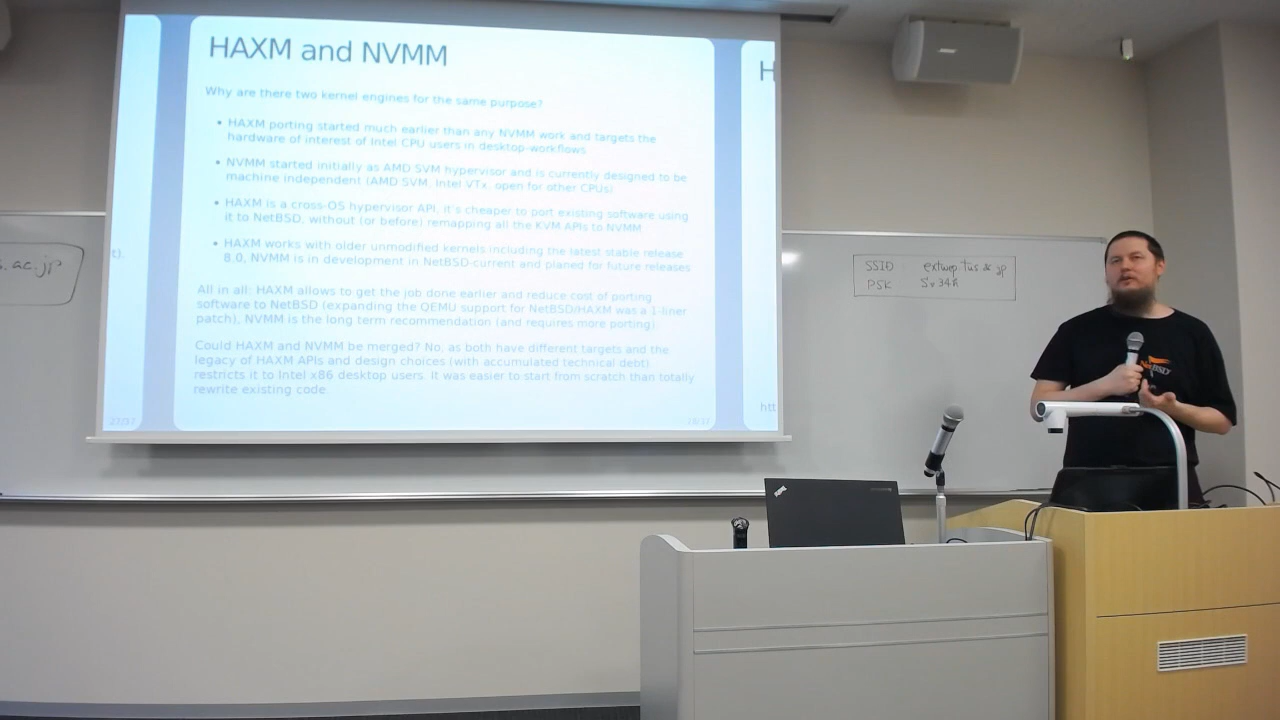 HAXM and NVMM
Why are there two kernel engines for the same purpose?
• HAXM porting started much earlier than any NVMM work and targets the
hardware of interest of Intel CPU users in desktop-workflows
• NVMM started initially as AMD SVM hypervisor and is currently designed to be
machine independent (AMD SVM, Intel VTx, open for other CPUs)
• HAXM is a cross-OS hypervisor API, it's cheaper to port existing software using
it to NetBSD, without (or before) remapping all the KVM APIs to NVMM
• HAXM works with older unmodified kernels including the latest stable release
8.0, NVMM is in development in NetBSD-current and planed for future releases
All in all: HAXM allows to get the job done earlier and reduce cost of porting
software to NetBSD (expanding the QEMU support for NetBSD/HAXM was a 1-liner
patch), NVMM is the long term recommendation (and requires more porting)
Could HAXM and NVMM be merged? No, as both have different targets and the
legacy of HAXM APIs and design choices (with accumulated technical debt)
restricts it to Intel x86 desktop users. It was easier to start from scratch than totally
rewrite existing code.
27/37
t).
H
htt
.ac.jp
SSID
PSK